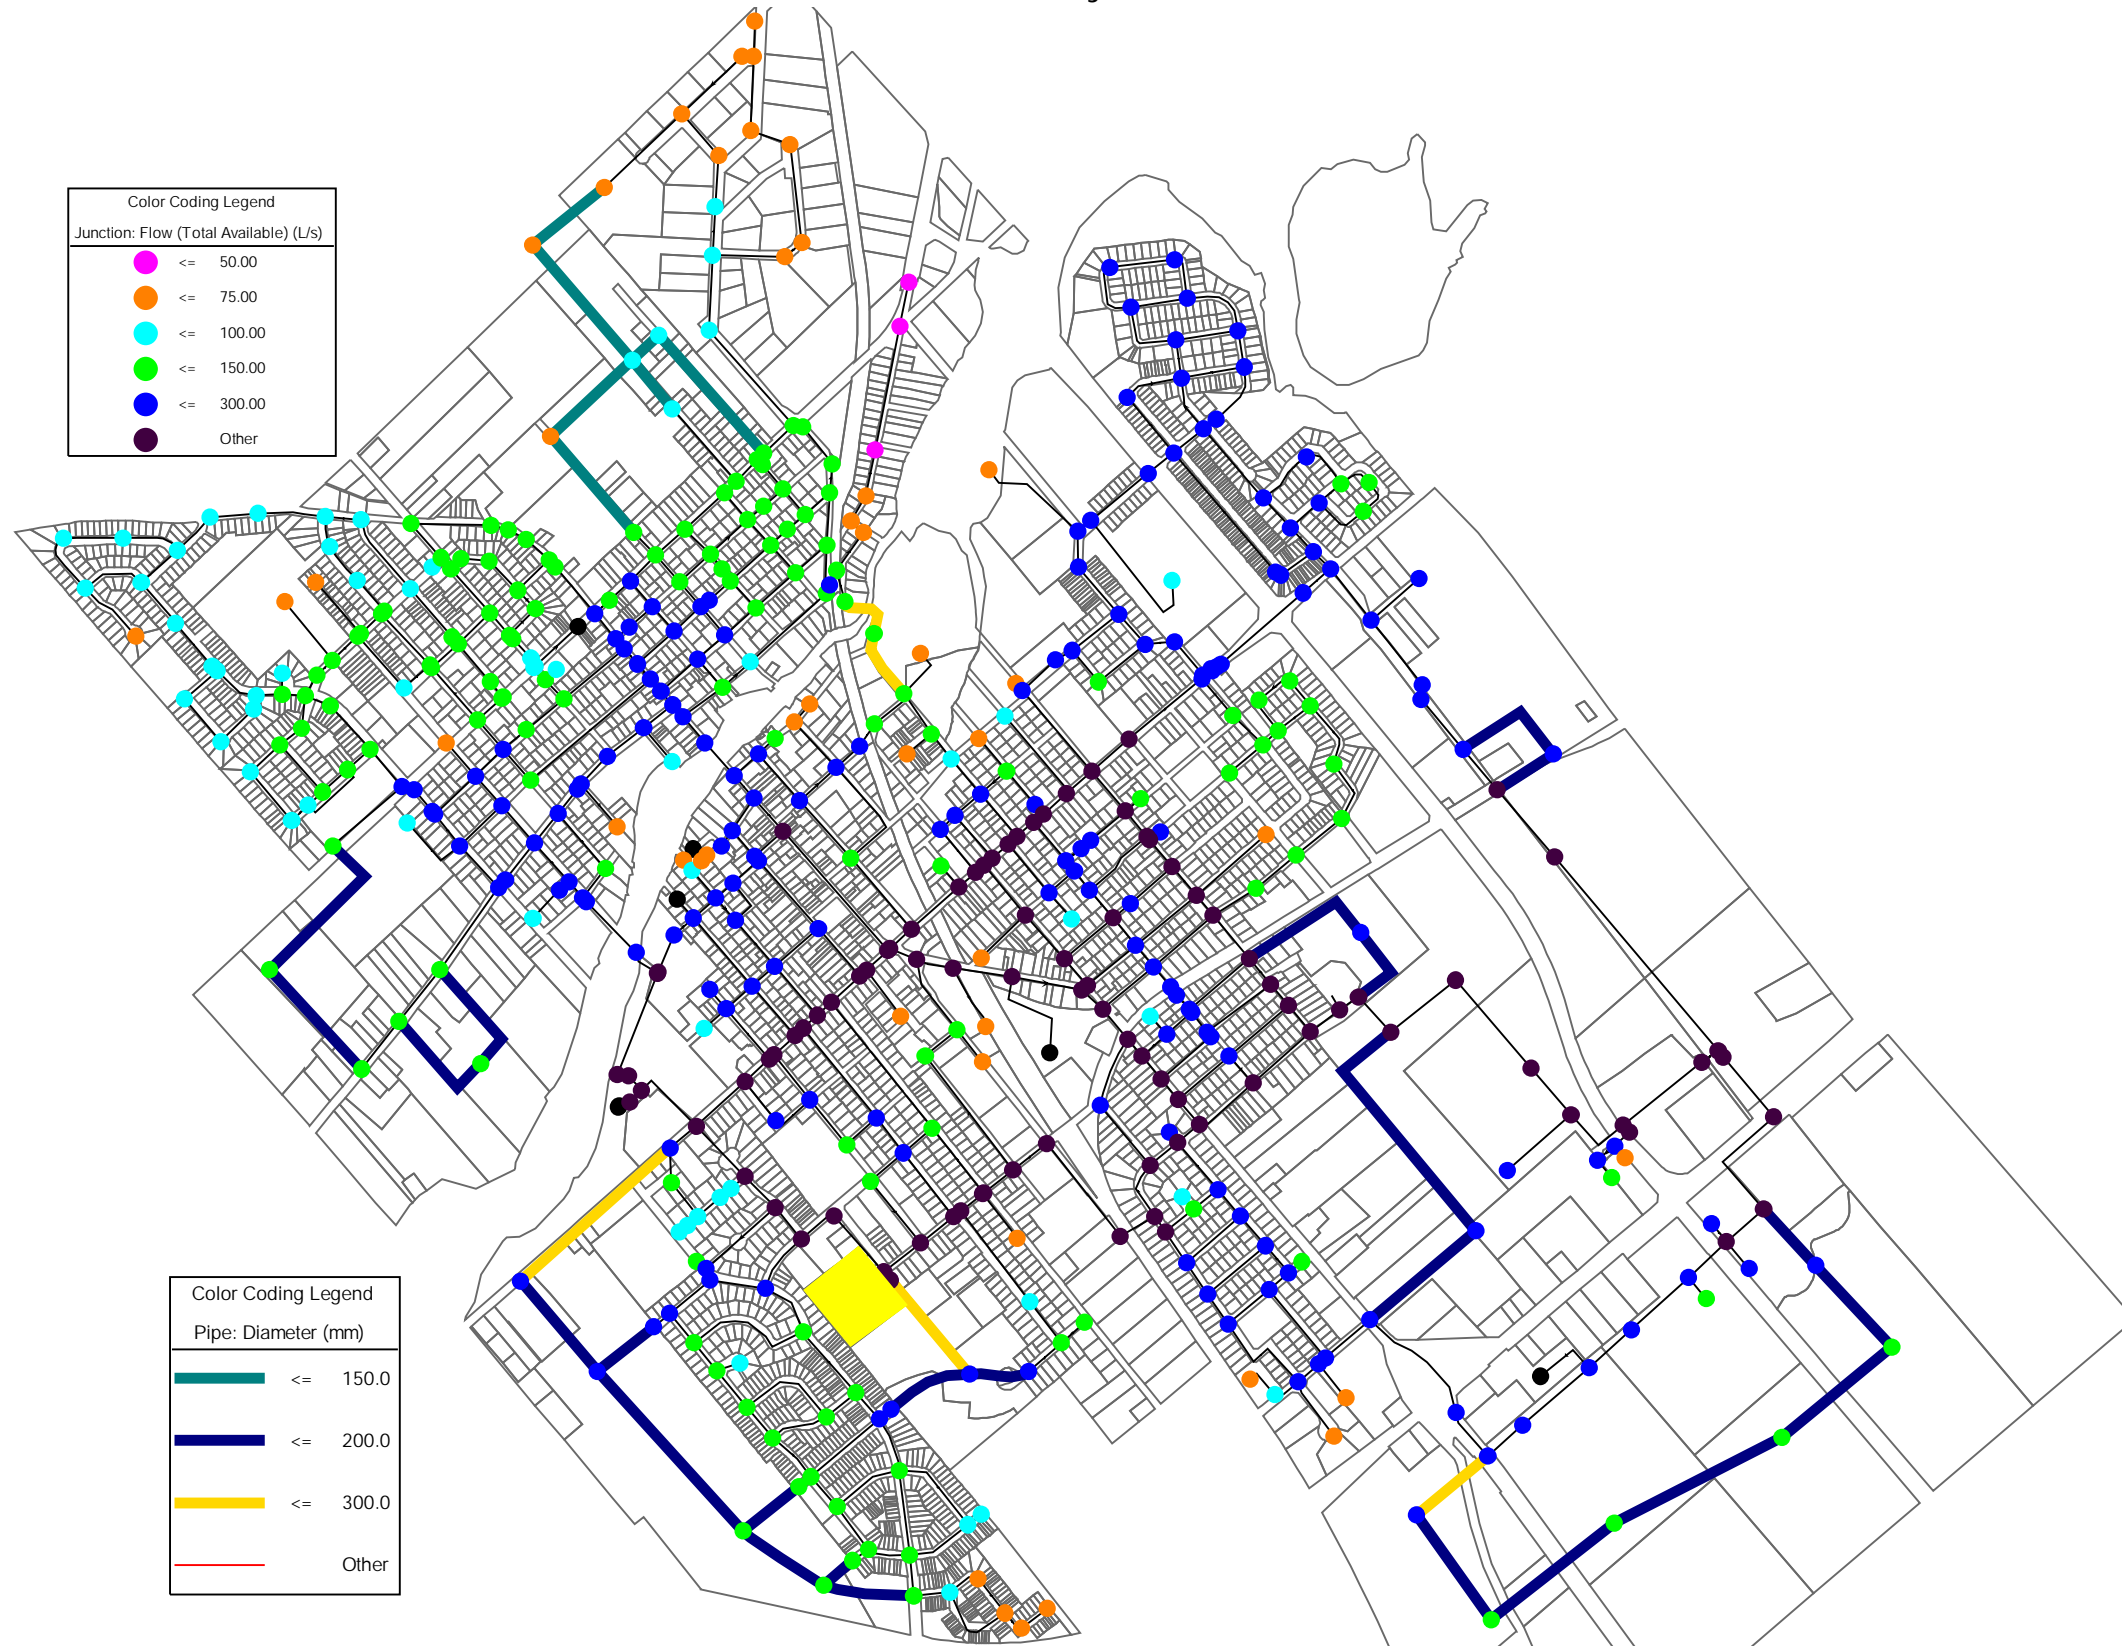 Color Coding Legend
Junction: Flow (Total Available) (L/s)
<= 50.00
<= 75.00
<= 100.00
<= 150.00
<= 300.00
Other
Color Coding Legend
Pipe: Diameter (mm)
<= 150.0
<= 200.0
<= 300.0
Other